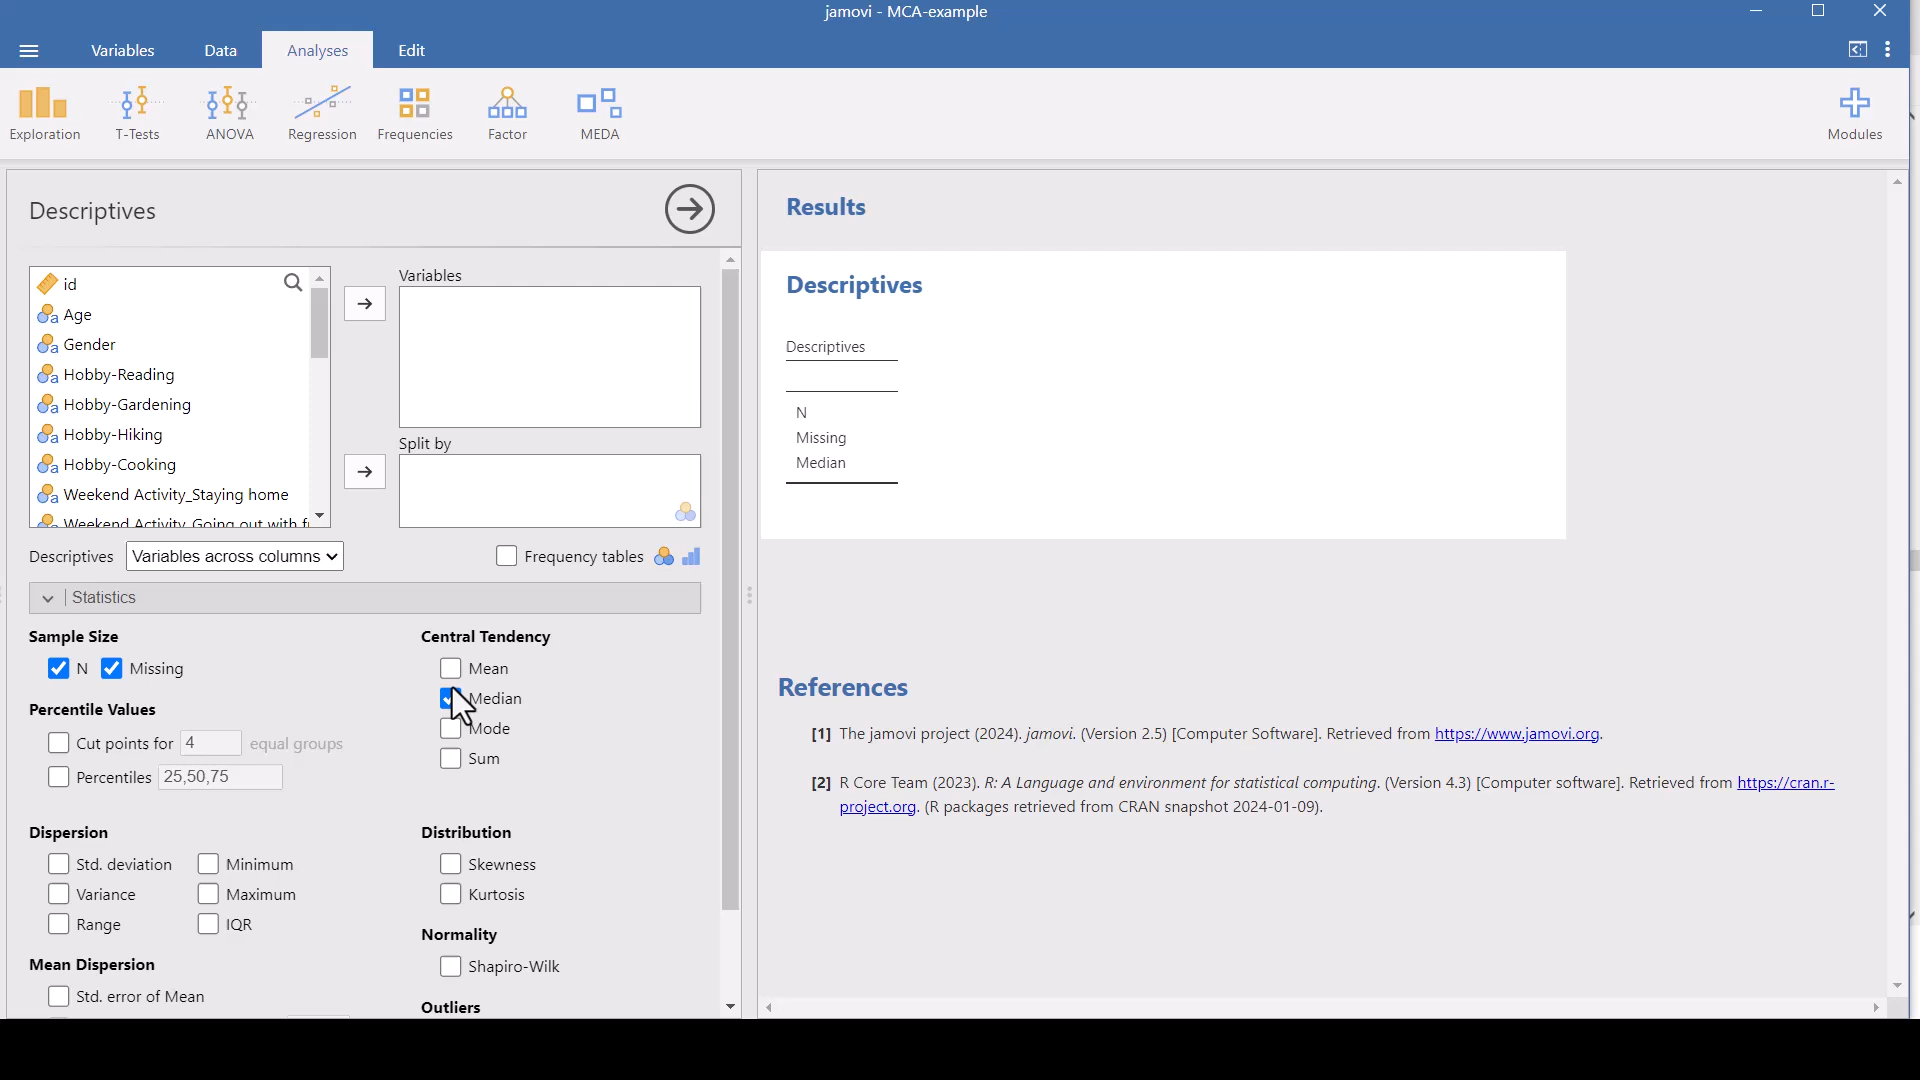 jamovi - MCA-example
Variables Data Analyses Edit
Exploration T-Tests ANOVA Regression Frequencies Factor MEDA Modules
Descriptives
id
Age
Gender
Hobby-Reading
Hobby-Gardening
Hobby-Hiking
Hobby-Cooking
Weekend Activity_Staying home
Weekend Activity_Going out with f
Variables
Split by
Descriptives Variables across columns Frequency tables
Statistics
Sample Size
N Missing
Percentile Values
Cut points for 4 equal groups
Percentiles 25,50,75
Central Tendency
Mean
Median
Mode
Sum
Dispersion
Std. deviation Minimum
Variance Maximum
Range IQR
Distribution
Skewness
Kurtosis
Mean Dispersion
Std. error of Mean
Normality
Shapiro-Wilk
Outliers
Results
Descriptives
Descriptives
N
Missing
Median
References
[1] The jamovi project (2024). jamovi. (Version 2.5) [Computer Software]. Retrieved from https://www.jamovi.org.
[2] R Core Team (2023). R: A Language and environment for statistical computing. (Version 4.3) [Computer software]. Retrieved from https://cran.r-
project.org. (R packages retrieved from CRAN snapshot 2024-01-09).